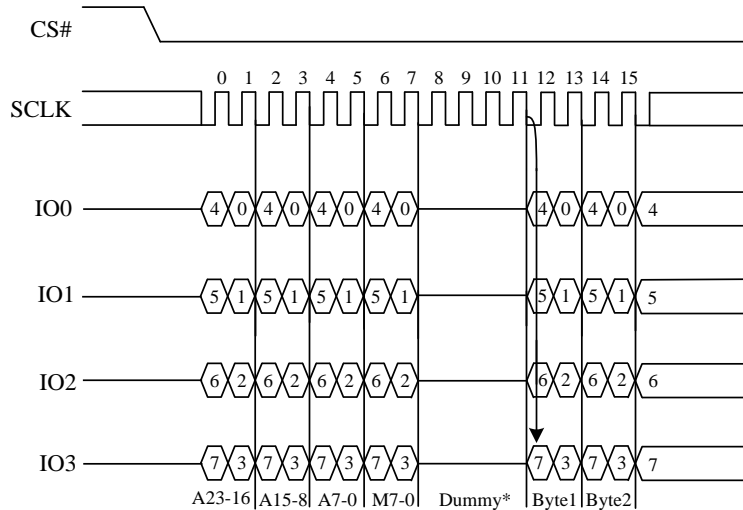 CS#
0 1 2 3 4 5 6 7 8 9 10 11 12 13 14 15
SCLK
IO0 4 0 4 0 4 0 4 0 4 0 4 0 4
IO1 5 1 5 1 5 1 5 1 5 1 5 1 5
IO2 6 2 6 2 6 2 6 2 6 2 6 2 6
IO3 7 3 7 3 7 3 7 3 7 3 7 3 7
A23-16 A15-8 A7-0 M7-0 Dummy* Byte1 Byte2